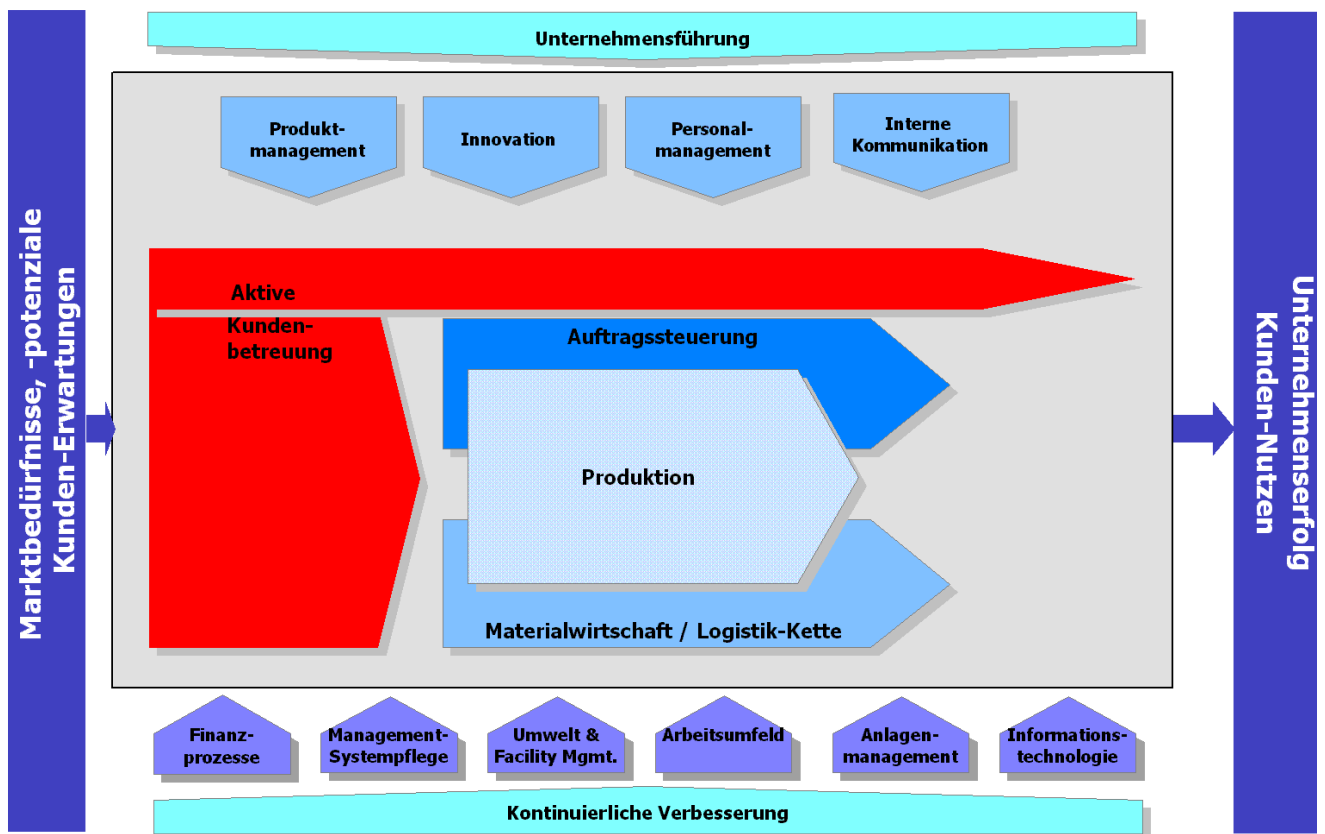 Unternehmensführung
Produkt-
management
Innovation
Personal-
management
Interne
Kommunikation
Marktbedürfnisse, -potenziale
Kunden-Erwartungen
Aktive
Kunden-
betreuung
Auftragssteuerung
Produktion
Materialwirtschaft / Logistik-Kette
Unternehmenserfolg
Kunden-Nutzen
Finanz-
prozesse
Management-
Systempflege
Umwelt &
Facility Mgmt.
Arbeitsumfeld
Anlagen-
management
Informations-
technologie
Kontinuierliche Verbesserung